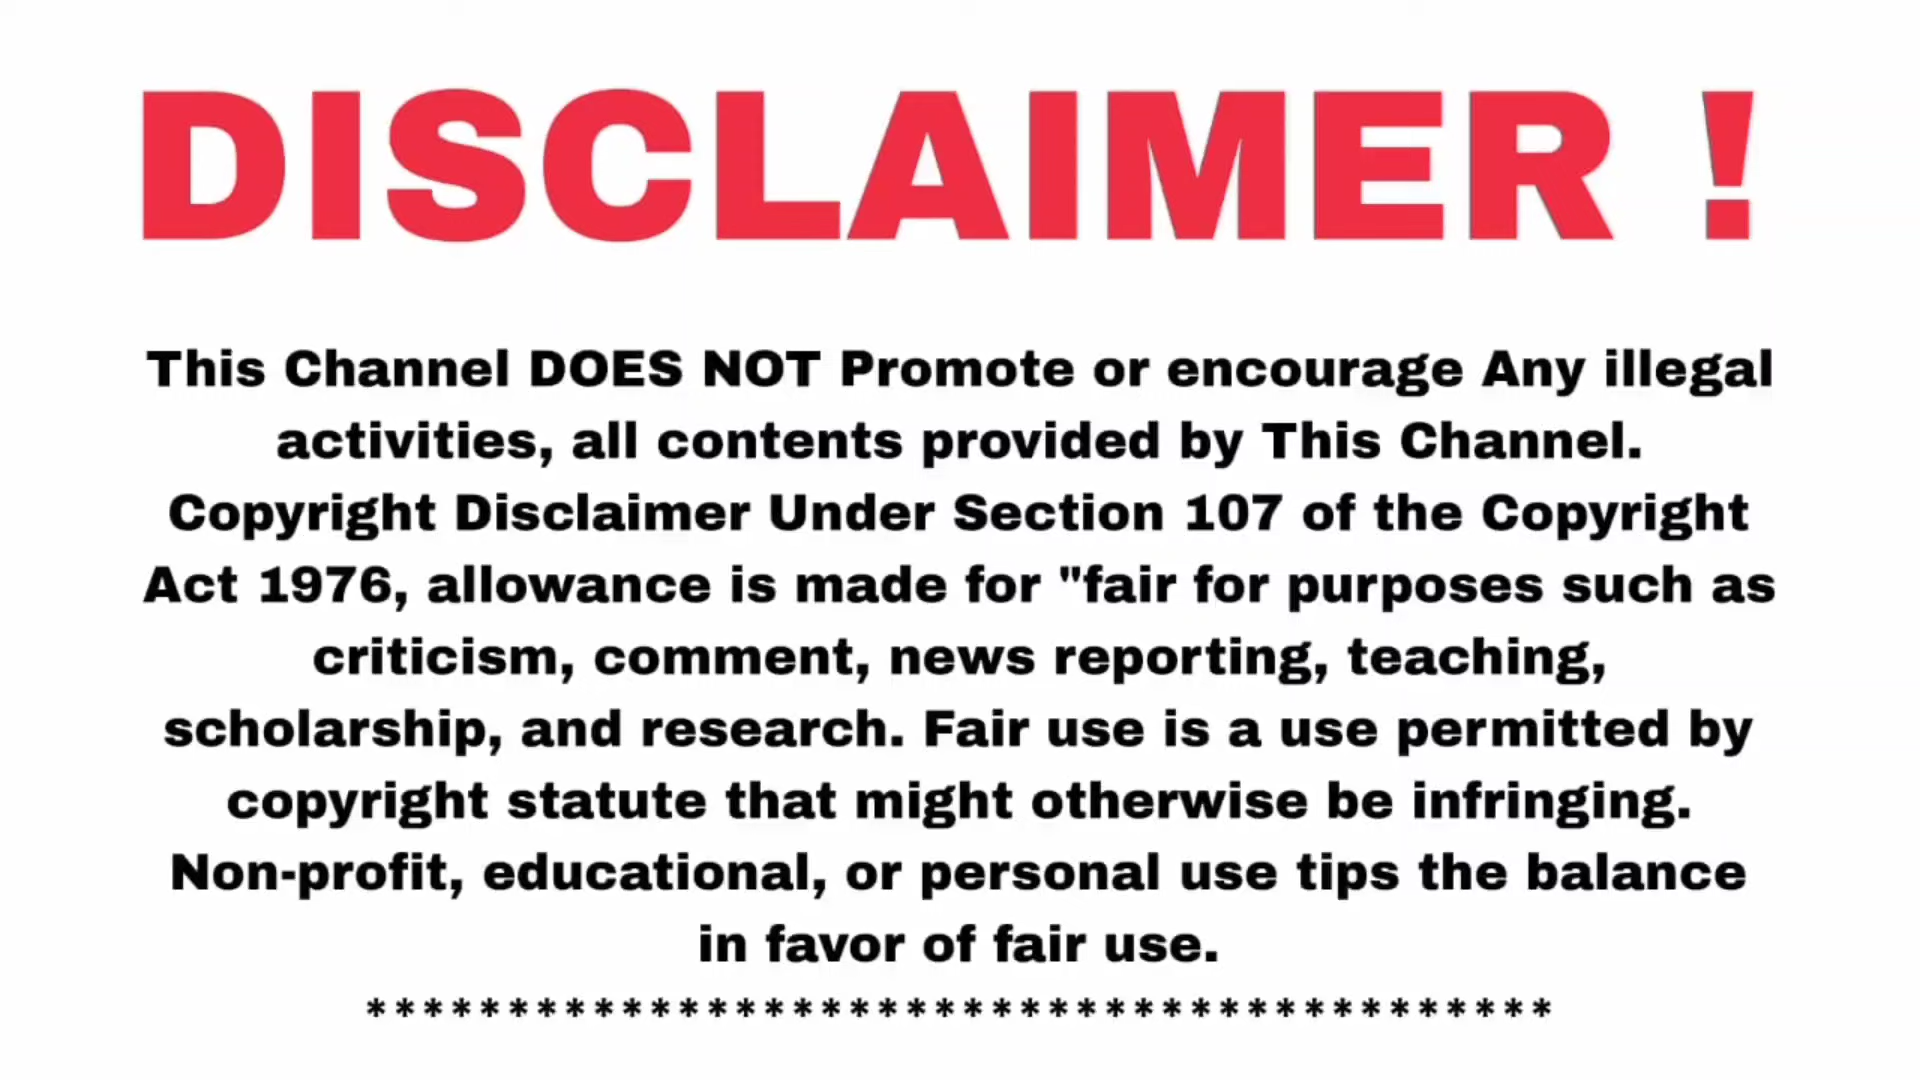 DISCLAIMER !
This Channel DOES NOT Promote or encourage Any illegal
activities, all contents provided by This Channel.
Copyright Disclaimer Under Section 107 of the Copyright
Act 1976, allowance is made for "fair for purposes such as
criticism, comment, news reporting, teaching,
scholarship, and research. Fair use is a use permitted by
copyright statute that might otherwise be infringing.
Non-profit, educational, or personal use tips the balance
in favor of fair use.
******************************************